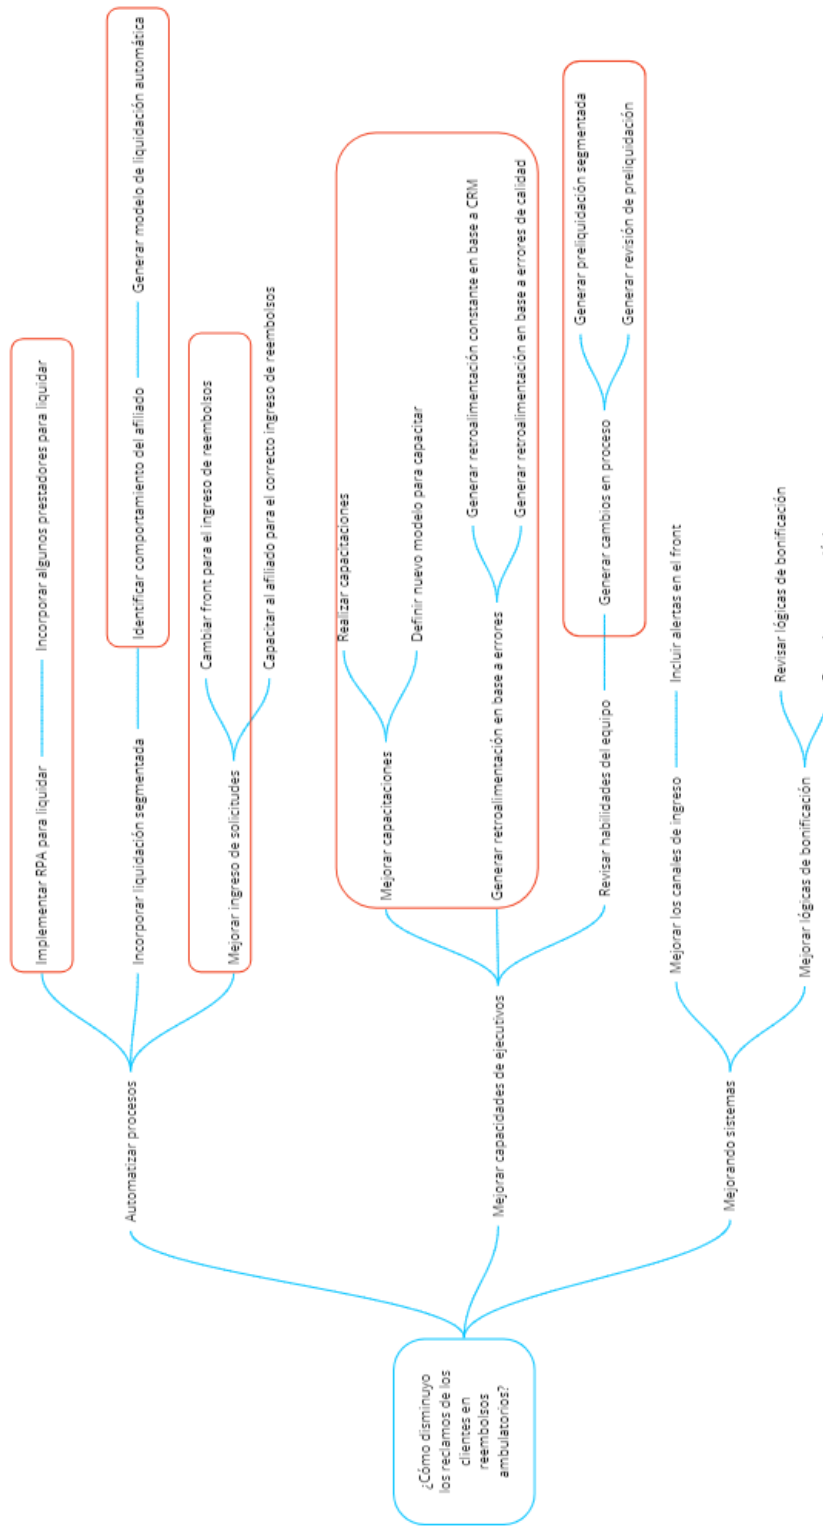 ¿Cómo disminuyo
los reclamos de los
clientes en
reembolsos
ambulatorios?
Automatizar procesos
Implementar RPA para liquidar
Incorporar algunos prestadores para liquidar
Incorporar liquidación segmentada
Identificar comportamiento del afiliado
Generar modelo de liquidación automática
Mejorar ingreso de solicitudes
Cambiar front para el ingreso de reembolsos
Capacitar al afiliado para el correcto ingreso de reembolsos
Mejorar capacidades de ejecutivos
Mejorar capacitaciones
Realizar capacitaciones
Definir nuevo modelo para capacitar
Generar retroalimentación en base a errores
Generar retroalimentación constante en base a CRM
Generar retroalimentación en base a errores de calidad
Revisar habilidades del equipo
Generar cambios en proceso
Generar preliquidación segmentada
Generar revisión de preliquidación
Mejorando sistemas
Mejorar los canales de ingreso
Incluir alertas en el front
Mejorar lógicas de bonificación
Revisar lógicas de bonificación